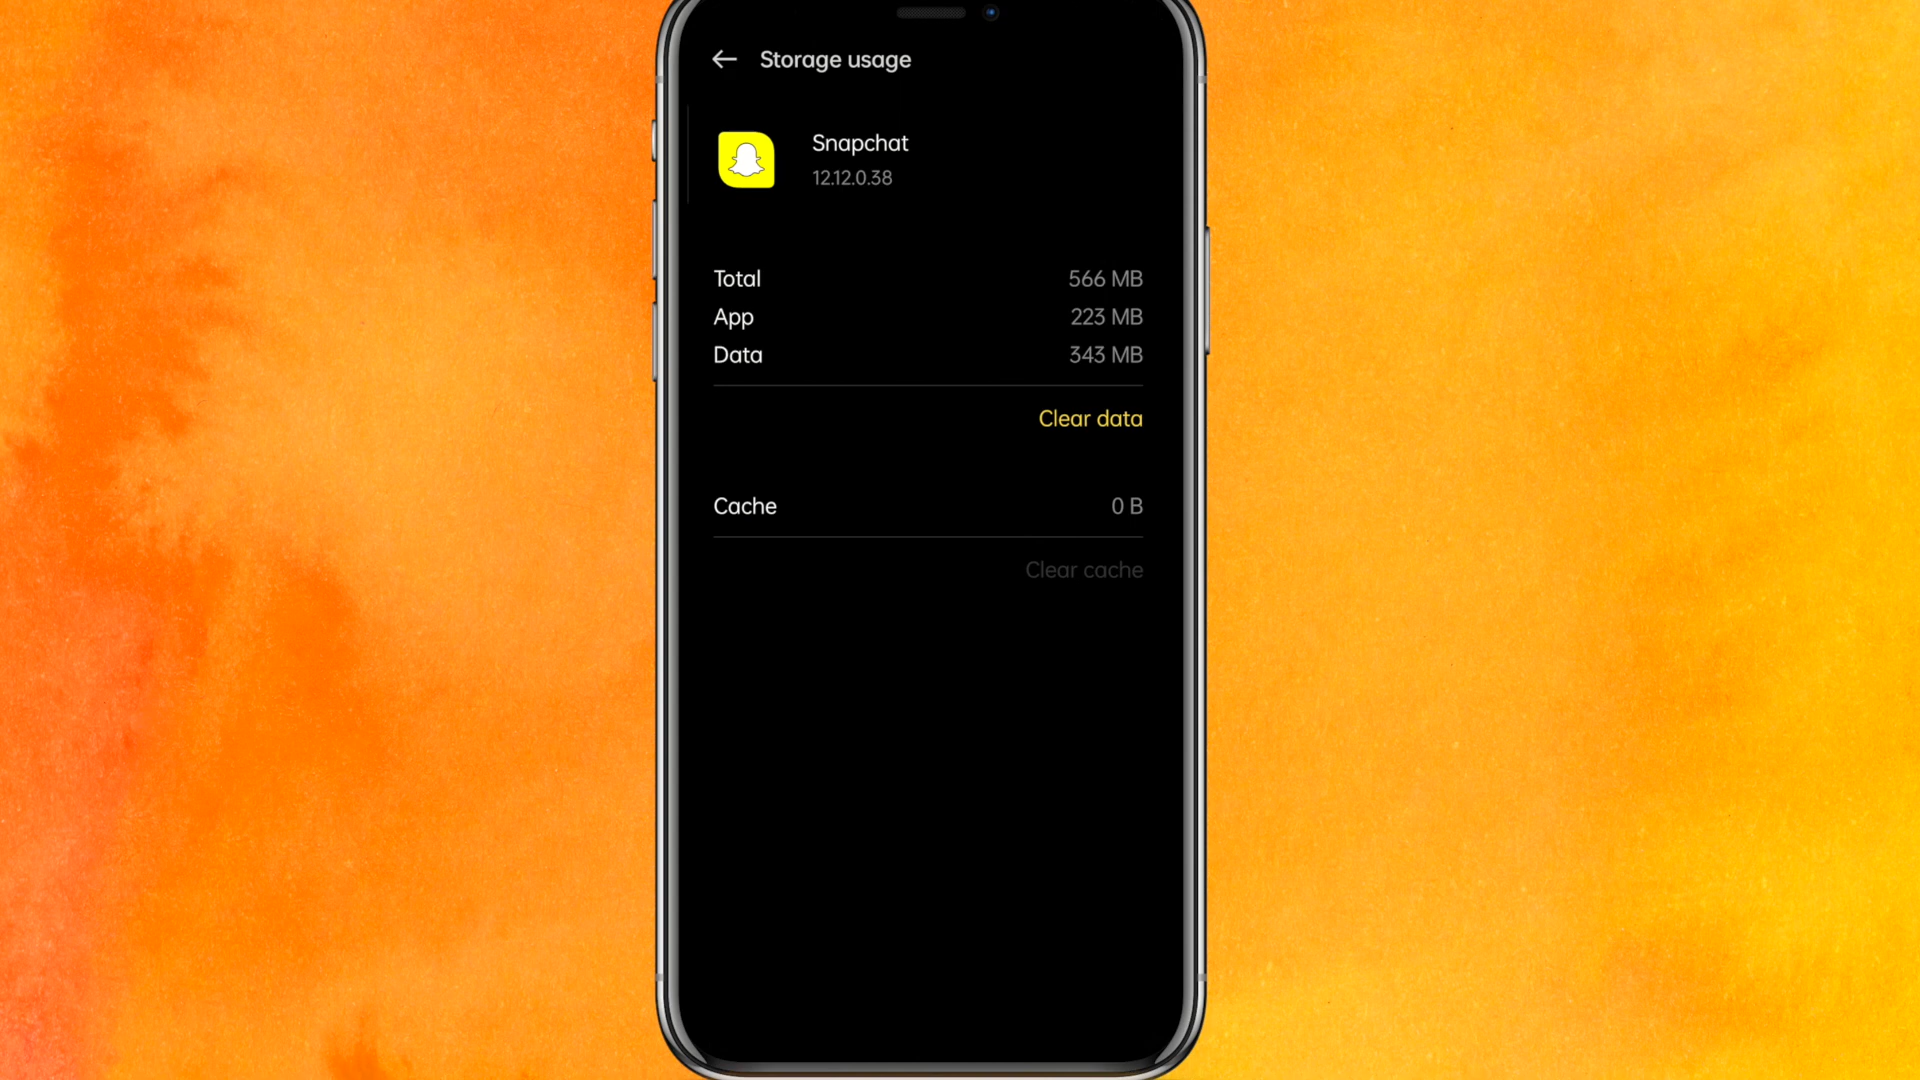 Storage usage
Snapchat
12.12.0.38
Total 566 MB
App 223 MB
Data 343 MB
Clear data
Cache 0 B
Clear cache